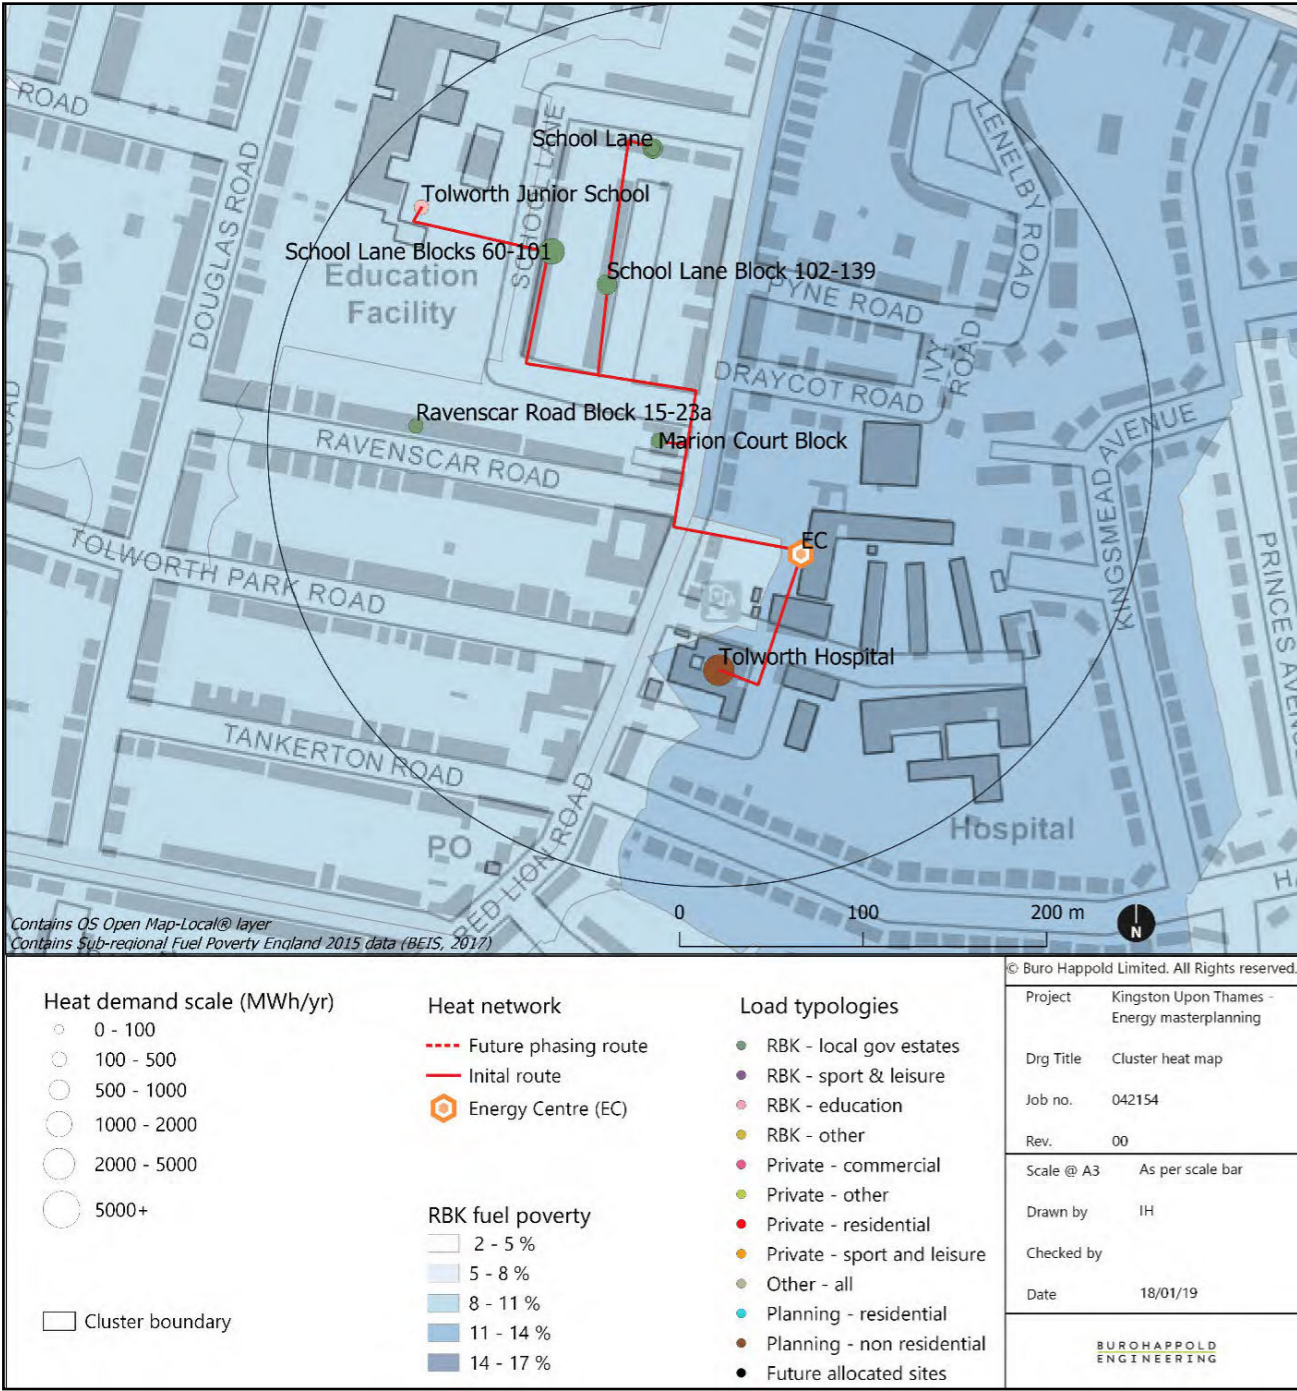 ROAD
DOUGLAS ROAD
SCHOOL LANE
School Lane
LENELBY ROAD
Tolworth Junior School
School Lane Blocks 60-101
Education
Facility
School Lane Block 102-139
PYNE ROAD
IVY
ROAD
DRAYCOT ROAD
Ravenscar Road Block 15-23a
Marion Court Block
RAVENSCAR ROAD
KINGSMEAD AVENUE
EC
PRINCES AVENUE
TOLWORTH PARK ROAD
Tolworth Hospital
TANKERTON ROAD
PO
RED LION ROAD
Hospital
Contains OS Open Map-Local® layer
Contains Sub-regional Fuel Poverty England 2015 data (BEIS, 2017)
0 100 200 m
N
Heat demand scale (MWh/yr)
0 - 100
100 - 500
500 - 1000
1000 - 2000
2000 - 5000
5000+
Cluster boundary
Heat network
Future phasing route
Inital route
Energy Centre (EC)
RBK fuel poverty
2 - 5 %
5 - 8 %
8 - 11 %
11 - 14 %
14 - 17 %
Load typologies
RBK - local gov estates
RBK - sport & leisure
RBK - education
RBK - other
Private - commercial
Private - other
Private - residential
Private - sport and leisure
Other - all
Planning - residential
Planning - non residential
Future allocated sites
© Buro Happold Limited. All Rights reserved.
Project Kingston Upon Thames -
Energy masterplanning
Drg Title Cluster heat map
Job no. 042154
Rev. 00
Scale @ A3 As per scale bar
Drawn by IH
Checked by
Date 18/01/19
BUROHAPPOLD
ENGINEERING